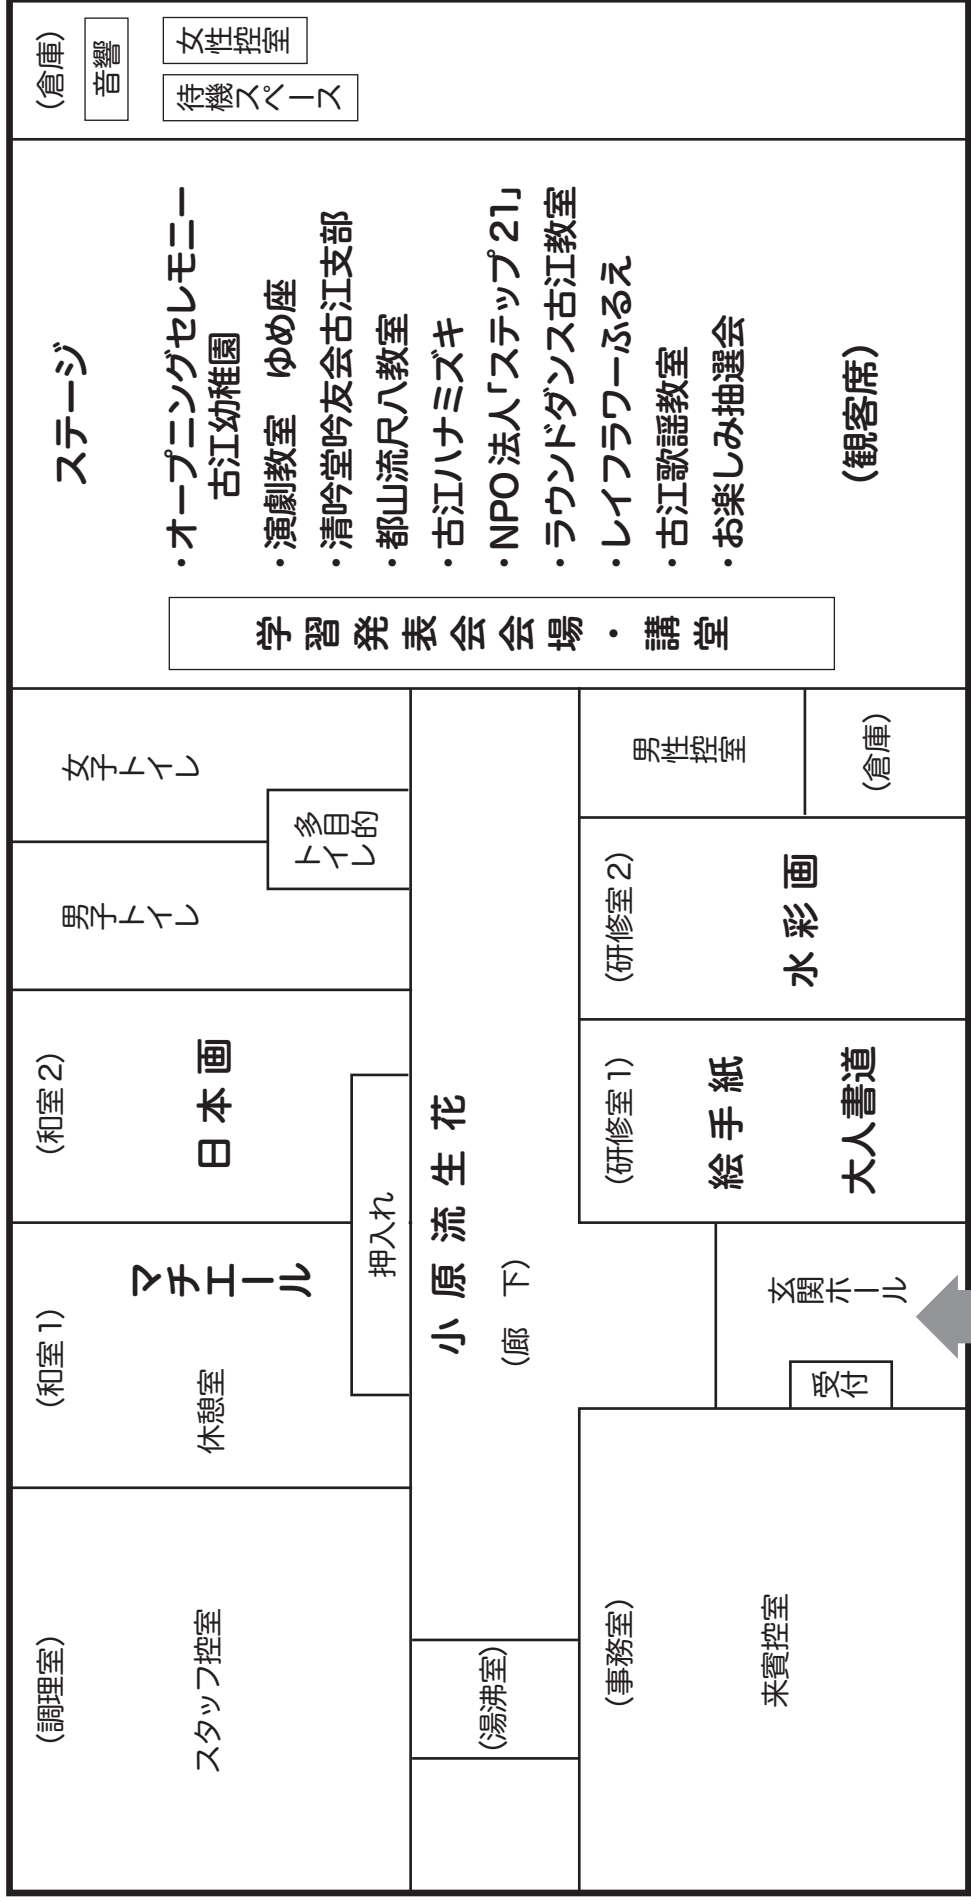 (調理室)
スタッフ控室
(和室1)
マチエール
休憩室
押入れ
(和室2)
日本画
男子トイレ
女子トイレ
多目的
トイレ
小原流生花
(廊 下)
(湯沸室)
(事務室)
来賓控室
受付
玄関ホール
(研修室1)
絵手紙
大人書道
(研修室2)
水彩画
男性控室
(倉庫)
学習発表会会場・講堂
ステージ
・オープニングセレモニー
古江幼稚園
・演劇教室 ゆめ座
・清吟堂吟友会古江支部
・都山流尺八教室
・古江ハナミズキ
・NPO法人「ステップ21」
・ラウンドダンス古江教室
・レイフラワーふるえ
・古江歌謡教室
・お楽しみ抽選会
(観客席)
(倉庫)
音響
女性控室
待機スペース